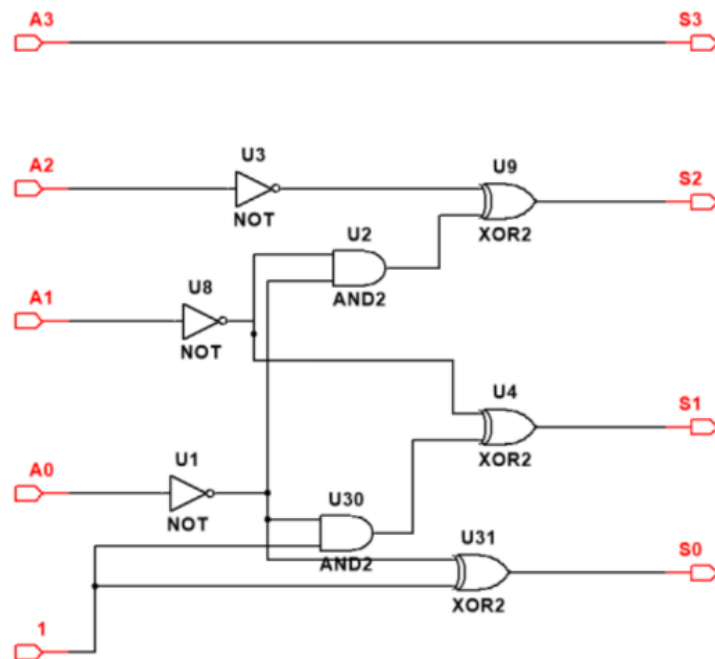 A3 S3
A2 U3 U9 S2
NOT U2 XOR2
A1 U8 AND2
NOT U4 S1
A0 U1 XOR2
NOT U30 U31 S0
AND2 XOR2
1